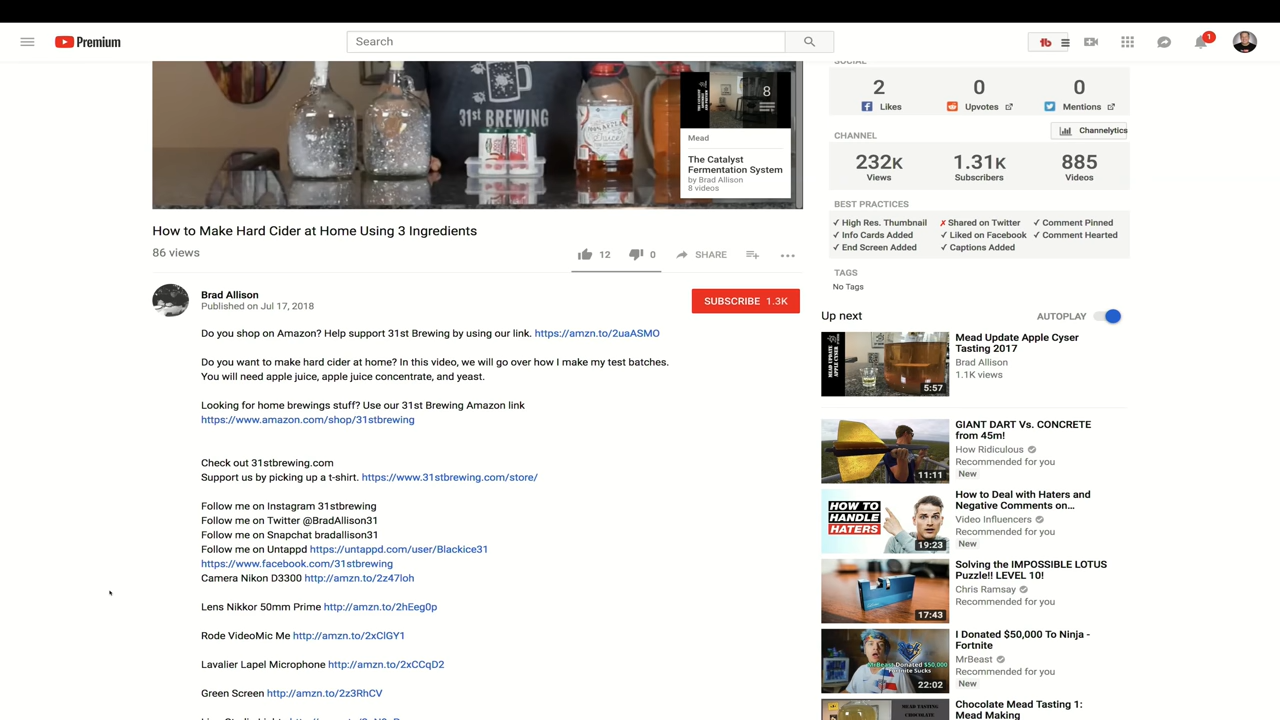 Premium
Search
1
31st BREWING
8
Mead
The Catalyst
Fermentation System
by Brad Allison
8 videos
How to Make Hard Cider at Home Using 3 Ingredients
86 views
12
0
SHARE
Brad Allison
Published on Jul 17, 2018
SUBSCRIBE 1.3K
Do you shop on Amazon? Help support 31st Brewing by using our link. https://amzn.to/2uaASMO
Do you want to make hard cider at home? In this video, we will go over how I make my test batches.
You will need apple juice, apple juice concentrate, and yeast.
Looking for home brewings stuff? Use our 31st Brewing Amazon link
https://www.amazon.com/shop/31stbrewing
Check out 31stbrewing.com
Support us by picking up a t-shirt. https://www.31stbrewing.com/store/
Follow me on Instagram 31stbrewing
Follow me on Twitter @BradAllison31
Follow me on Snapchat bradallison31
Follow me on Untappd https://untappd.com/user/Blackice31
https://www.facebook.com/31stbrewing
Camera Nikon D3300 http://amzn.to/2z47loh
Lens Nikkor 50mm Prime http://amzn.to/2hEeg0p
Rode VideoMic Me http://amzn.to/2xClGY1
Lavalier Lapel Microphone http://amzn.to/2xCCqD2
Green Screen http://amzn.to/2z3RhCV
SOCIAL
2 0 0
Likes Upvotes Mentions
CHANNEL
Channelytics
232K 1.31K 885
Views Subscribers Videos
BEST PRACTICES
✓ High Res. Thumbnail ✗ Shared on Twitter ✓ Comment Pinned
✓ Info Cards Added ✓ Liked on Facebook ✓ Comment Hearted
✓ End Screen Added ✓ Captions Added
TAGS
No Tags
Up next
AUTOPLAY
Mead Update Apple Cyser
Tasting 2017
Brad Allison
1.1K views
5:57
GIANT DART Vs. CONCRETE
from 45m!
How Ridiculous
Recommended for you
New
11:11
HOW TO
HANDLE
HATERS
19:23
How to Deal with Haters and
Negative Comments on...
Video Influencers
Recommended for you
New
Solving the IMPOSSIBLE LOTUS
Puzzle!! LEVEL 10!
Chris Ramsay
Recommended for you
17:43
I Donated $50,000 To Ninja -
Fortnite
MrBeast
Recommended for you
New
MrBeast Donated $50,000
Fortnite Sucks
22:02
Chocolate Mead Tasting 1:
Mead Making